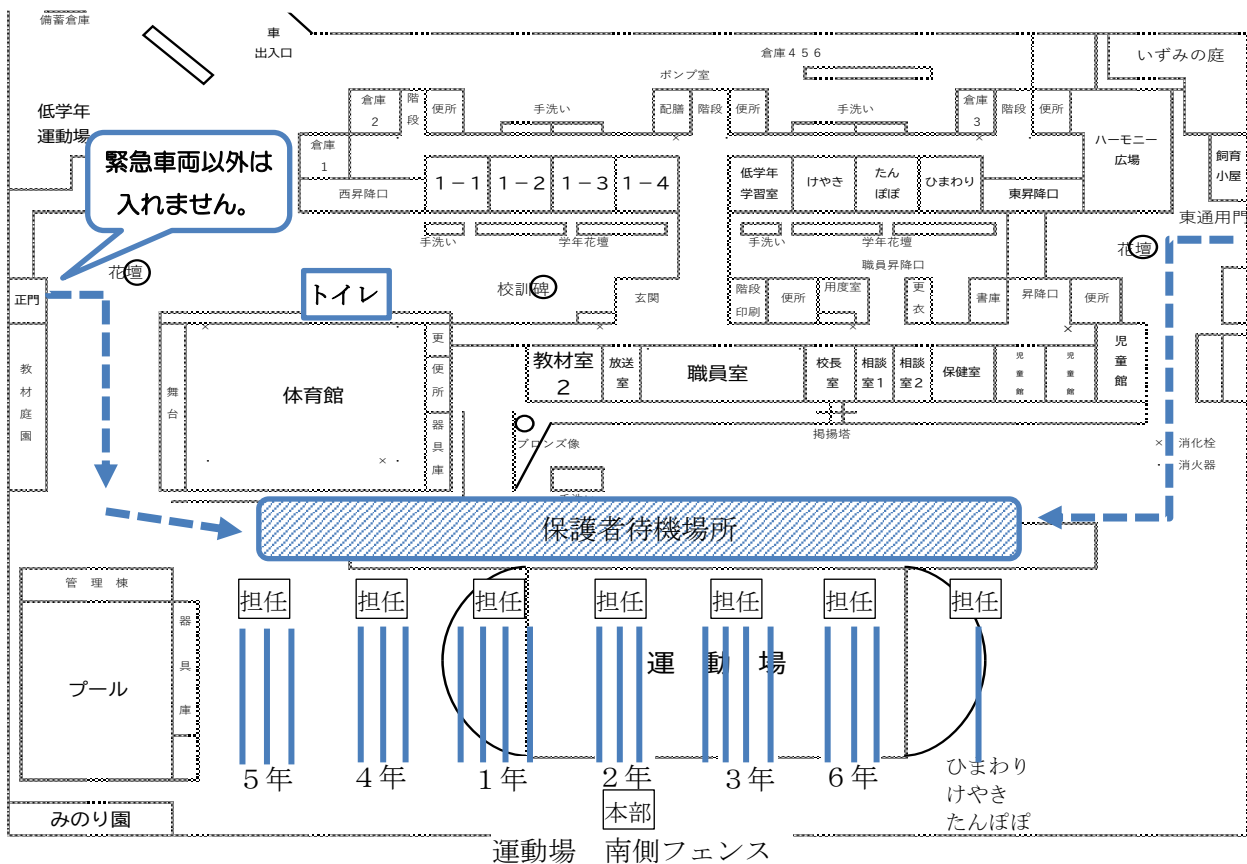 備蓄倉庫
車
出入口
倉庫４５６
いずみの庭
ポンプ室
低学年
運動場
倉庫
2
階
段
便所
手洗い
配膳
階段
便所
手洗い
倉庫
3
階段
便所
ハーモニー
広場
飼育
小屋
緊急車両以外は
入れません。
倉庫
1
西昇降口
１－１
１－２
１－３
１－４
低学年
学習室
けやき
たん
ぽぽ
ひまわり
東昇降口
東通用門
手洗い
学年花壇
手洗い
学年花壇
花壇
花壇
職員昇降口
正門
トイレ
校訓碑
玄関
階段
印刷
便所
用度室
更
衣
書庫
昇降口
便所
教
材
庭
園
舞
台
体育館
更
便
所
器
具
庫
教材室
2
放送
室
職員室
校長
室
相談
室１
相談
室２
保健室
児
童
館
児
童
館
児
童
館
ブロンズ像
掲揚塔
× 消化栓
・ 消火器
手洗い
保護者待機場所
管 理 棟
器
具
庫
プール
担任
担任
担任
担任
担任
担任
担任
運 動 場
５年
４年
１年
２年
３年
６年
ひまわり
けやき
たんぽぽ
本部
みのり園
運動場　南側フェンス